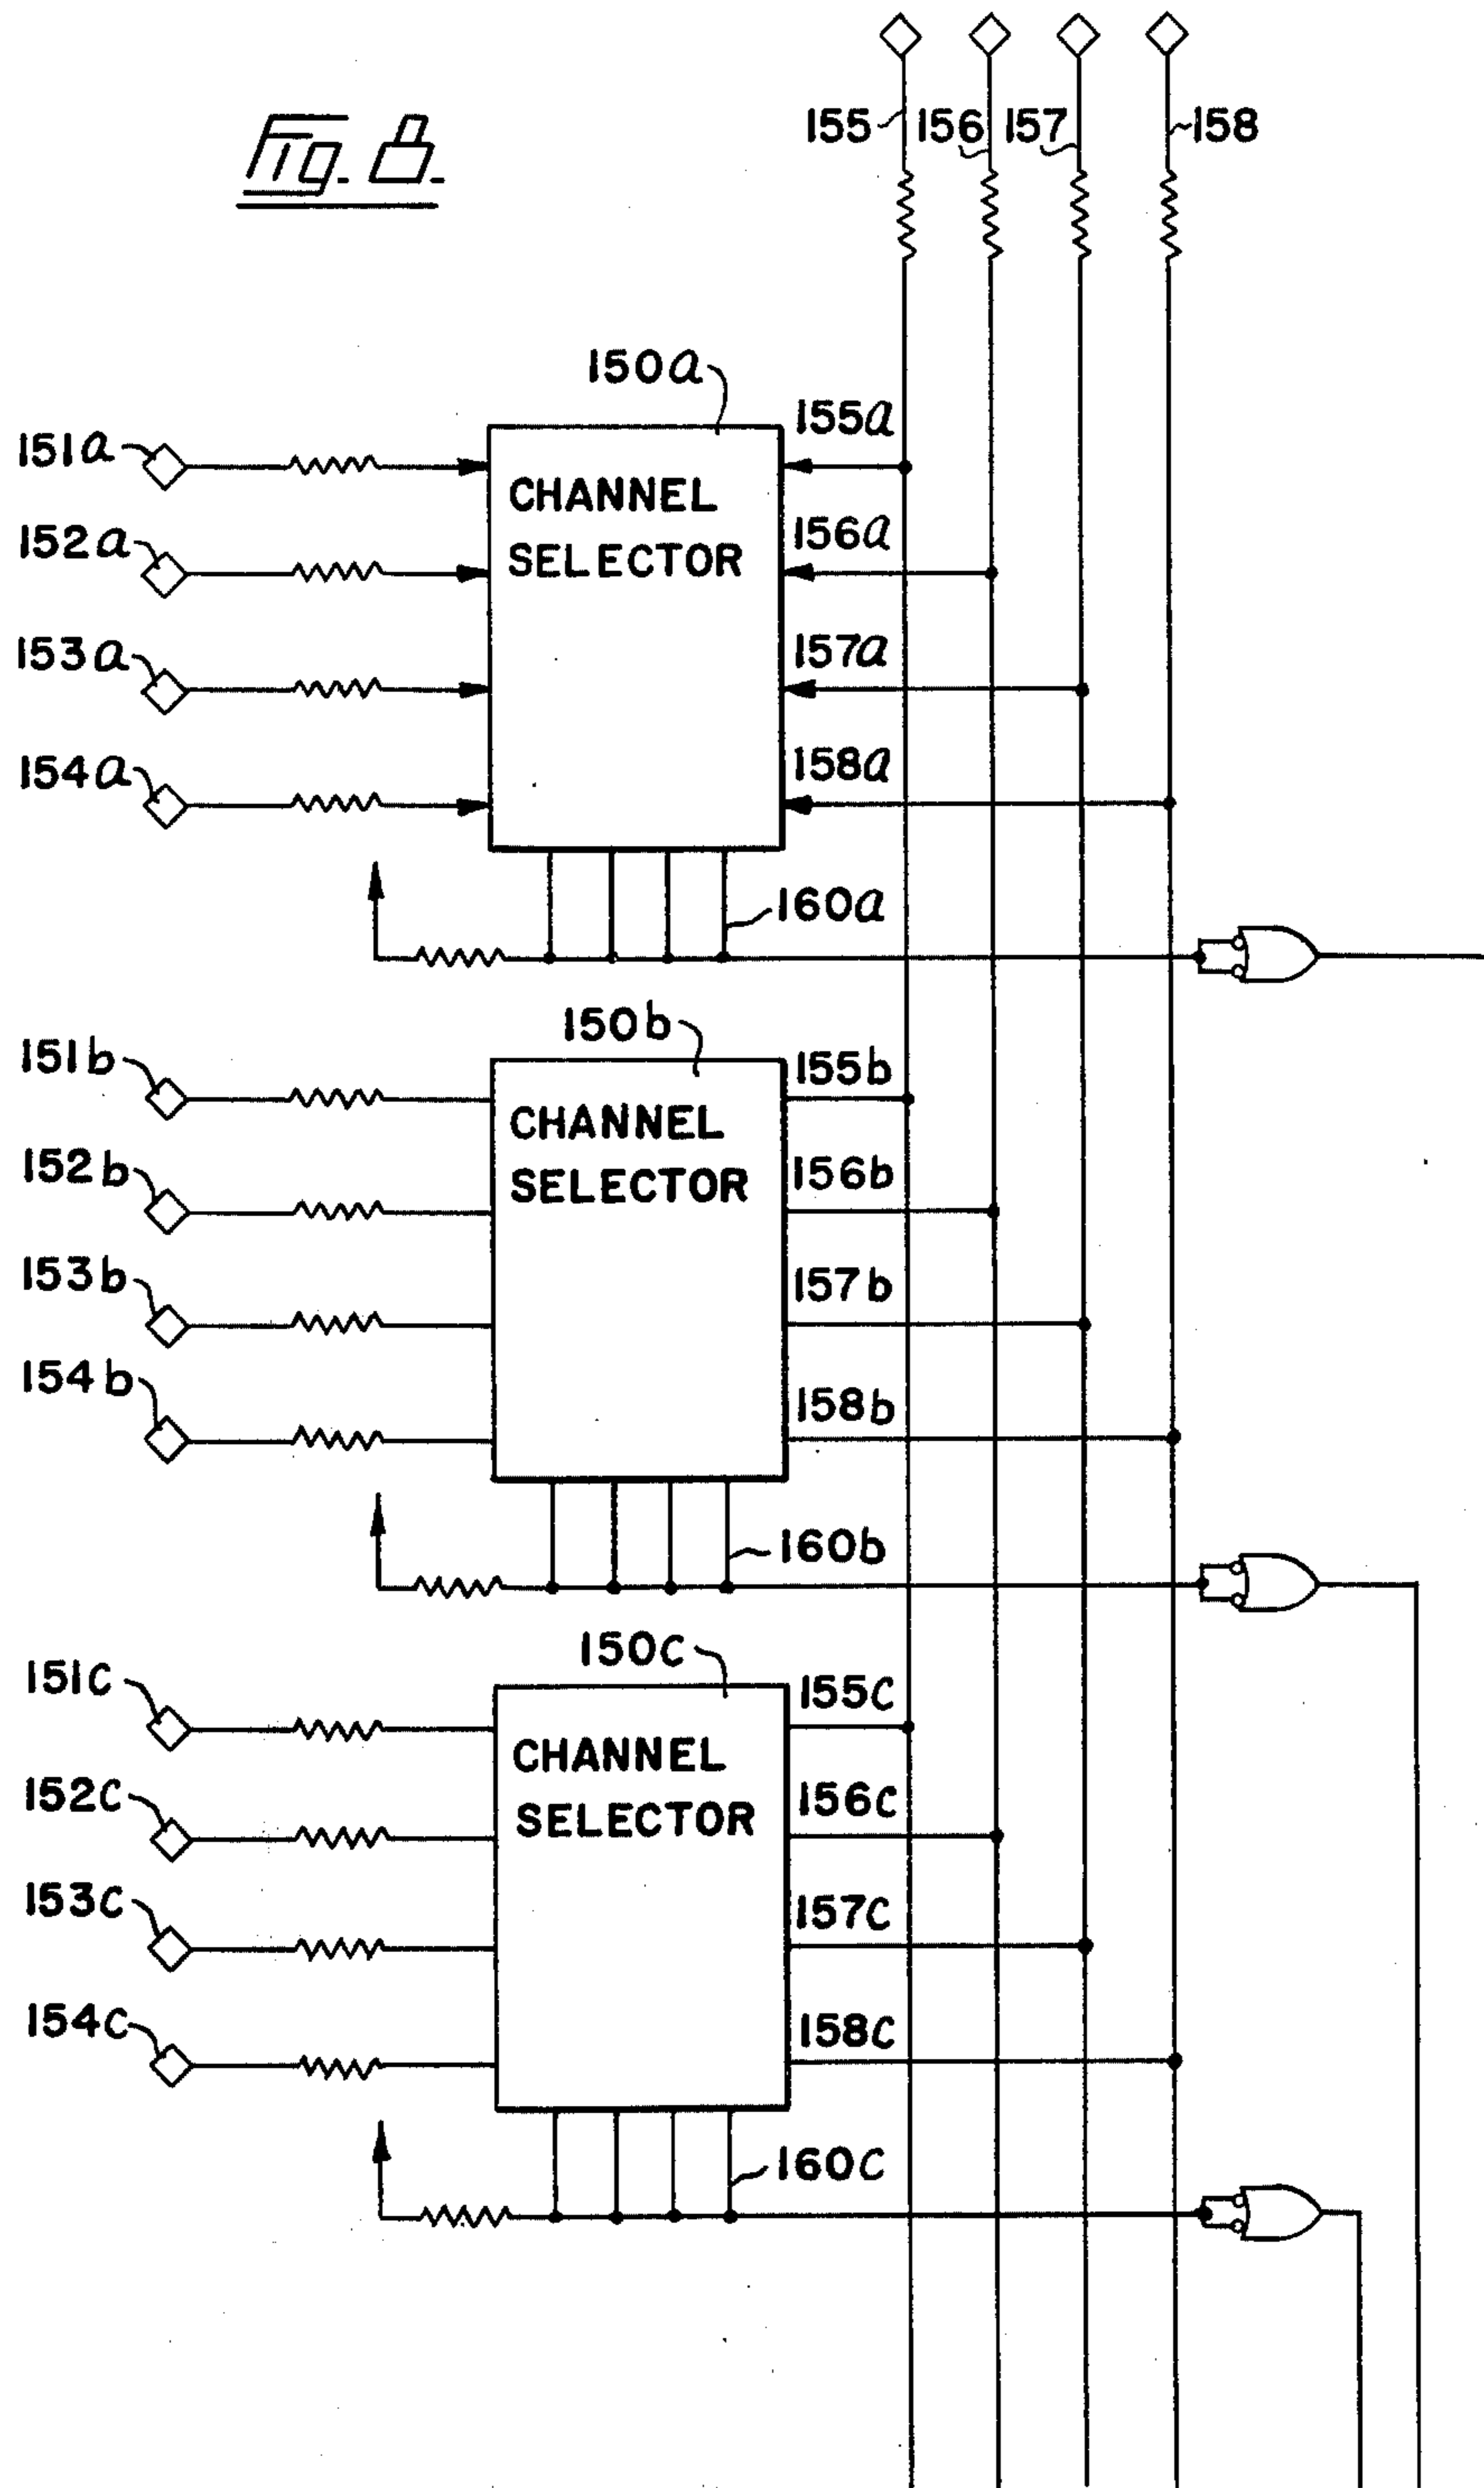 Fig. 8.
155 156 157 158
150a
151a
152a
153a
154a
CHANNEL
SELECTOR
155a
156a
157a
158a
160a
150b
151b
152b
153b
154b
CHANNEL
SELECTOR
155b
156b
157b
158b
160b
150c
151c
152c
153c
154c
CHANNEL
SELECTOR
155c
156c
157c
158c
160c